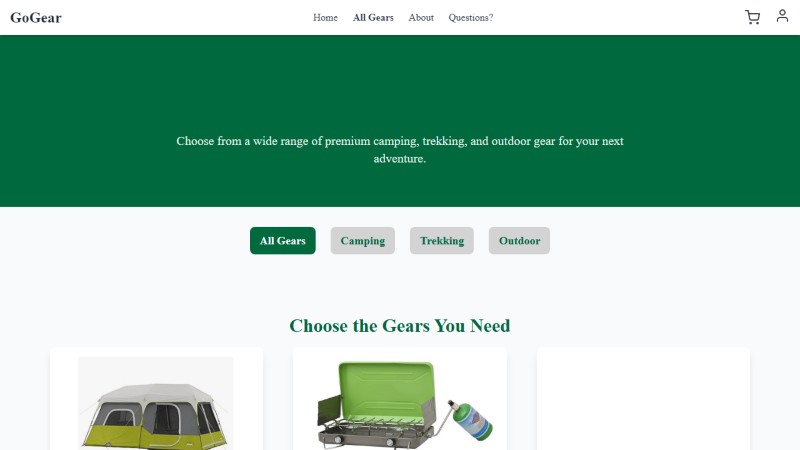 GoGear
Home All Gears About Questions?
Choose from a wide range of premium camping, trekking, and outdoor gear for your next
adventure.
All Gears Camping Trekking Outdoor
Choose the Gears You Need